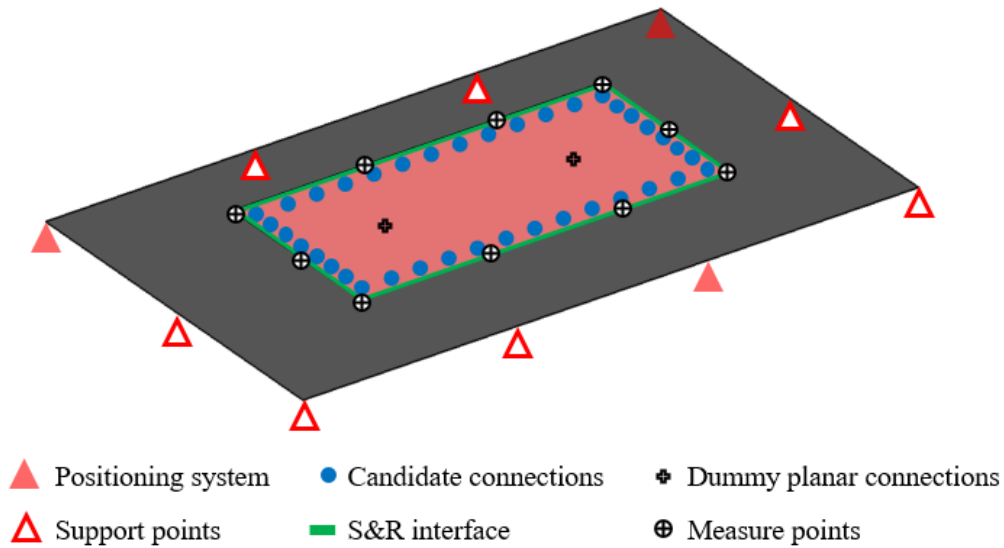 Positioning system
Candidate connections
Dummy planar connections
Support points
S&R interface
Measure points